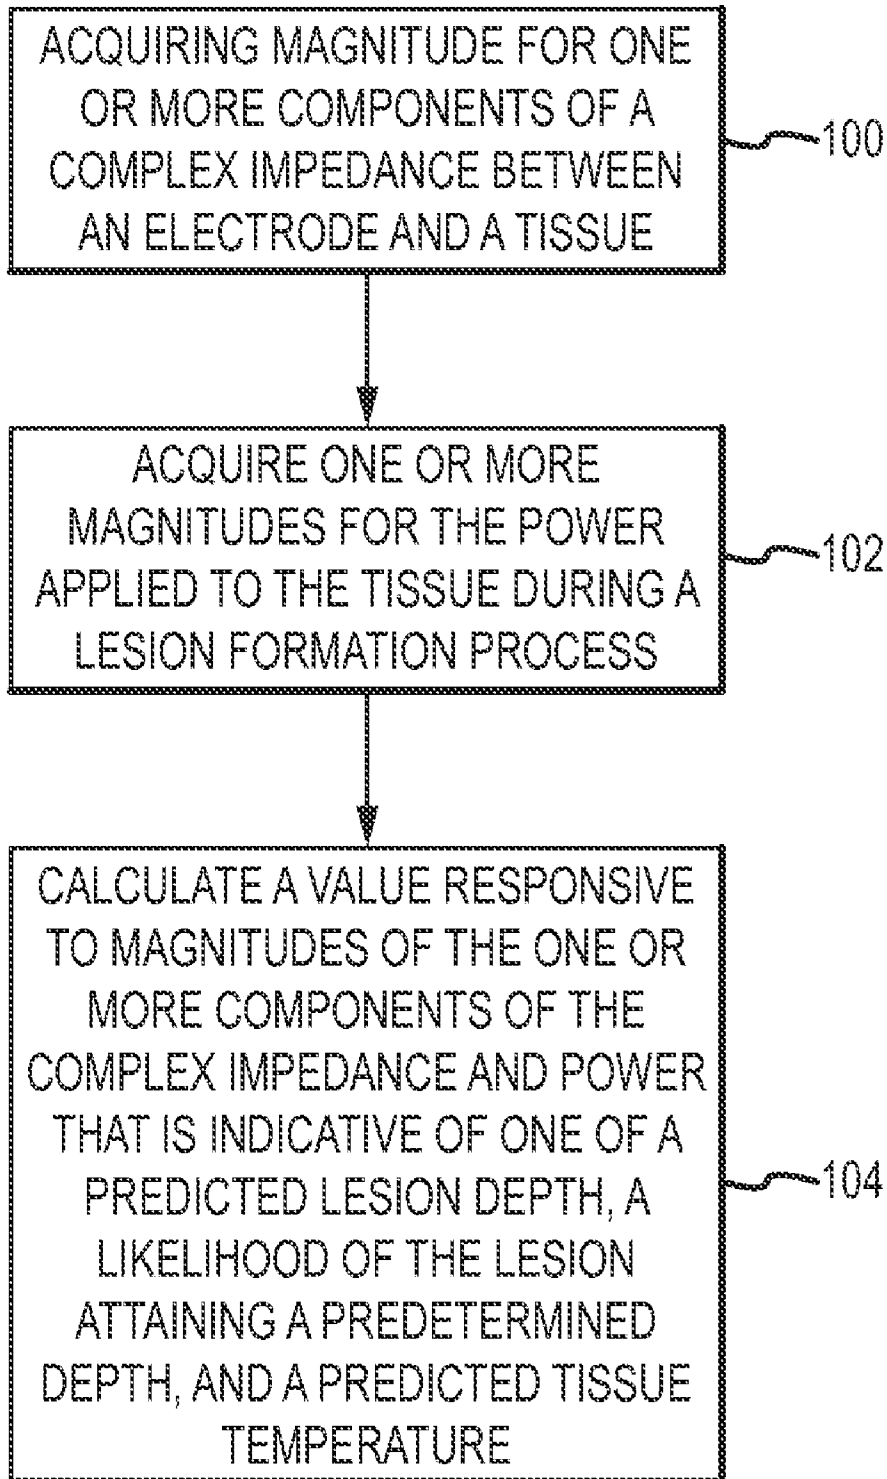 ACQUIRING MAGNITUDE FOR ONE
OR MORE COMPONENTS OF A
COMPLEX IMPEDANCE BETWEEN
AN ELECTRODE AND A TISSUE
100
ACQUIRE ONE OR MORE
MAGNITUDES FOR THE POWER
APPLIED TO THE TISSUE DURING A
LESION FORMATION PROCESS
102
CALCULATE A VALUE RESPONSIVE
TO MAGNITUDES OF THE ONE OR
MORE COMPONENTS OF THE
COMPLEX IMPEDANCE AND POWER
THAT IS INDICATIVE OF ONE OF A
PREDICTED LESION DEPTH, A
LIKELIHOOD OF THE LESION
ATTAINING A PREDETERMINED
DEPTH, AND A PREDICTED TISSUE
TEMPERATURE
104